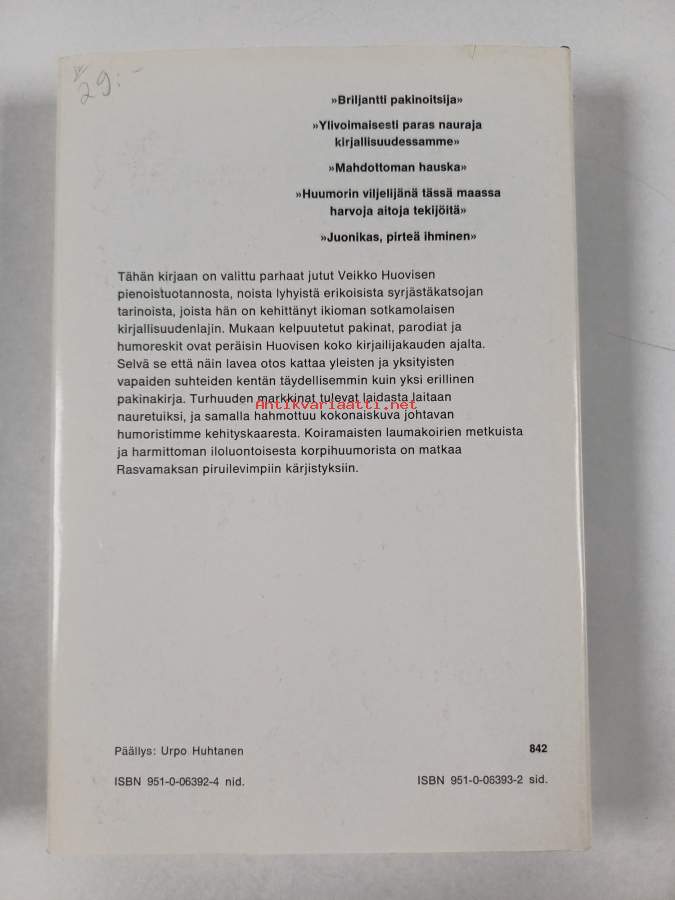 29:-
»Briljantti pakinoitsija»
»Ylivoimaisesti paras nauraja
kirjallisuudessamme»
»Mahdottoman hauska»
»Huumorin viljelijänä tässä maassa
harvoja aitoja tekijöitä»
»Juonikas, pirteä ihminen»
Tähän kirjaan on valittu parhaat jutut Veikko Huovisen
pienoistuotannosta, noista lyhyistä erikoisista syrjästäkatsojan
tarinoista, joista hän on kehittänyt ikioman sotkamolaisen
kirjallisuudenlajin. Mukaan kelpuutetut pakinat, parodiat ja
humoreskit ovat peräisin Huovisen koko kirjailijakauden ajalta.
Selvä se että näin lavea otos kattaa yleisten ja yksityisten
vapaiden suhteiden kentän täydellisemmin kuin yksi erillinen
pakinakirja. Turhuuden markkinat tulevat laidasta laitaan
Antikvariaatti.net
nauretuiksi, ja samalla hahmottuu kokonaiskuva johtavan
humoristimme kehityskaaresta. Koiramaisten laumakoirien metkuista
ja harmittoman iloluontoisesta korpihuumorista on matkaa
Rasvamaksan piruilevimpiin kärjistyksiin.
Päällys: Urpo Huhtanen
842
ISBN 951-0-06392-4 nid.
ISBN 951-0-06393-2 sid.